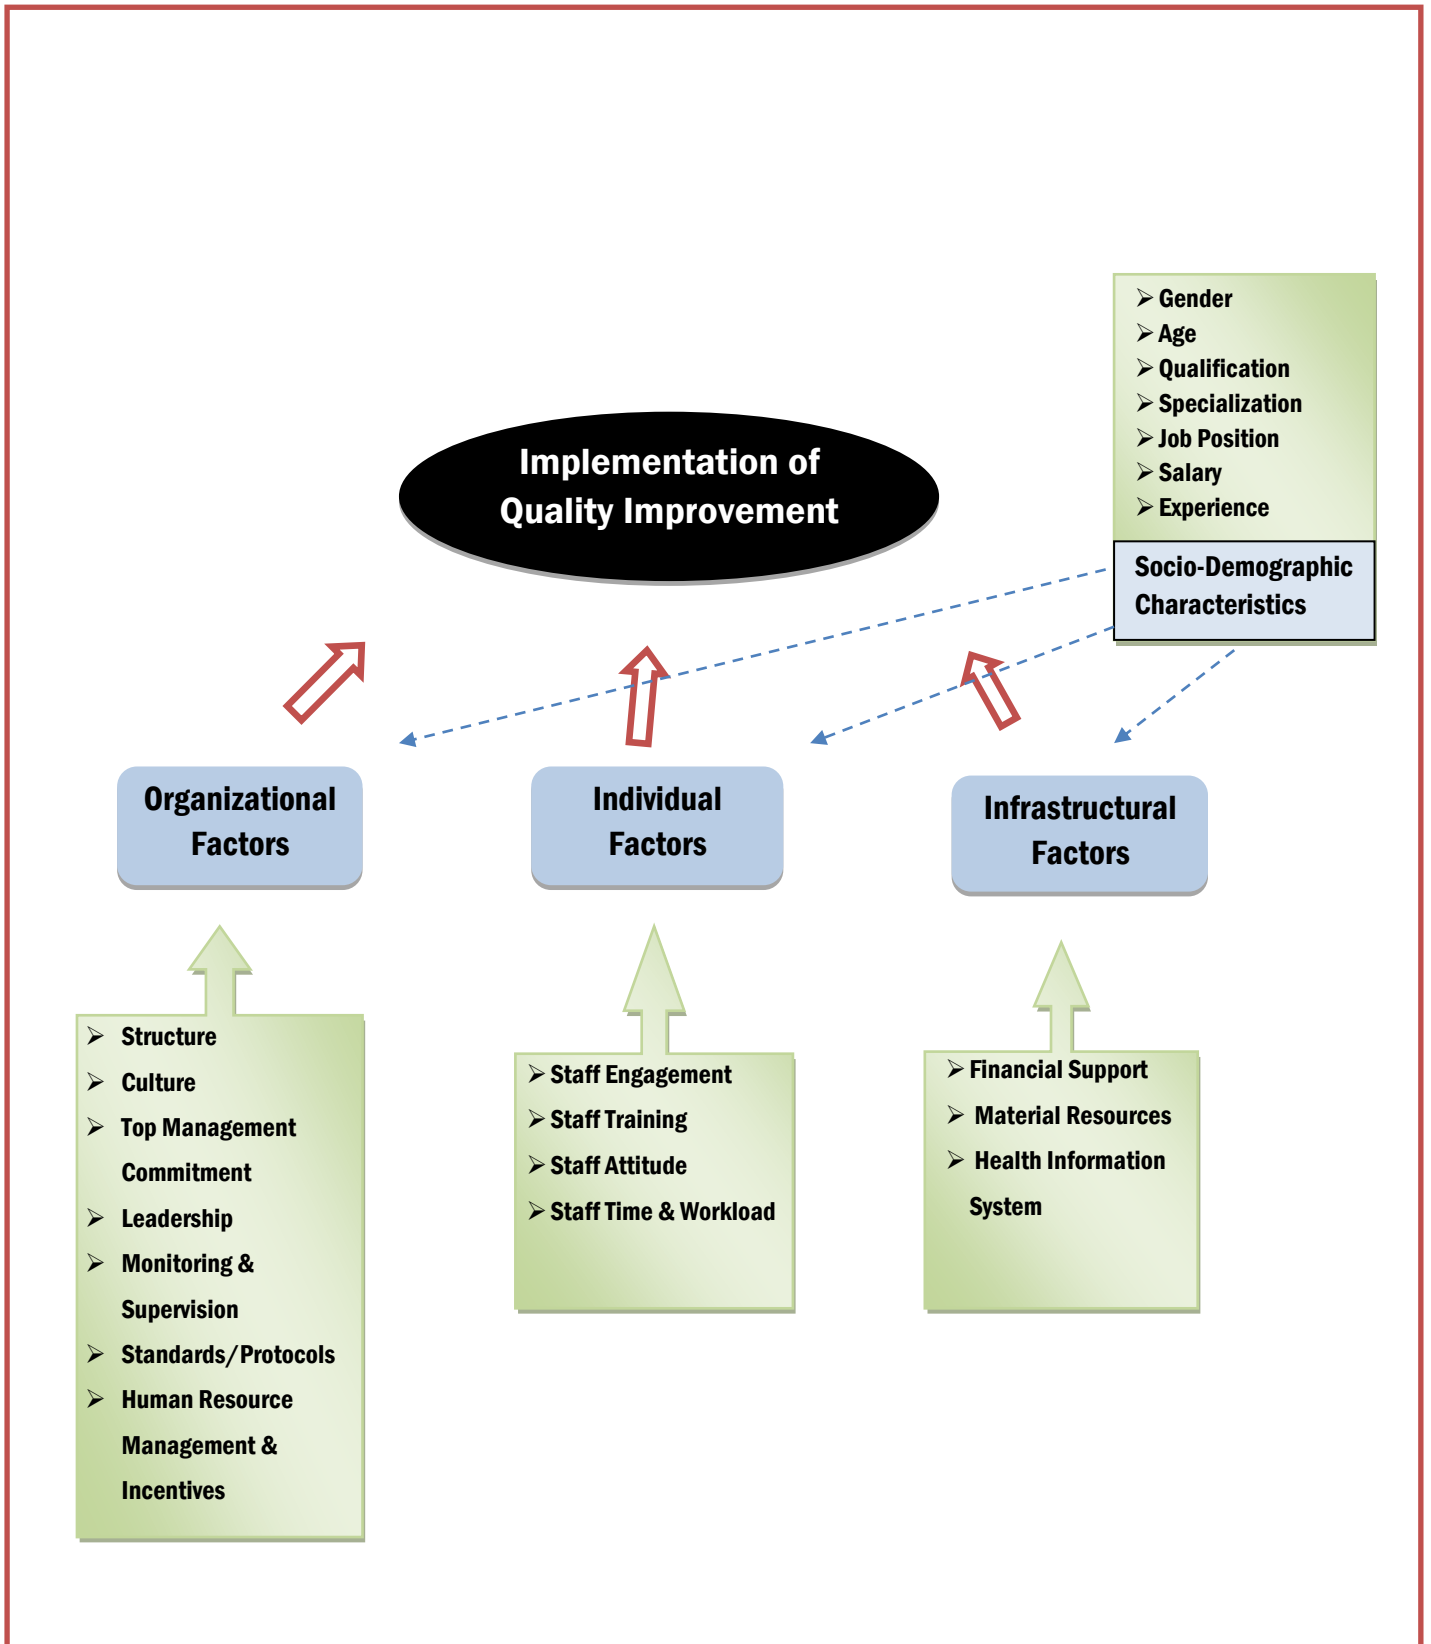 Gender
Age
Qualification
Specialization
Job Position
Salary
Experience
Socio-Demographic
Characteristics
Implementation of
Quality Improvement
Organizational
Factors
Individual
Factors
Infrastructural
Factors
Structure
Culture
Top Management
Commitment
Leadership
Monitoring &
Supervision
Standards/Protocols
Human Resource
Management &
Incentives
Staff Engagement
Staff Training
Staff Attitude
Staff Time & Workload
Financial Support
Material Resources
Health Information
System